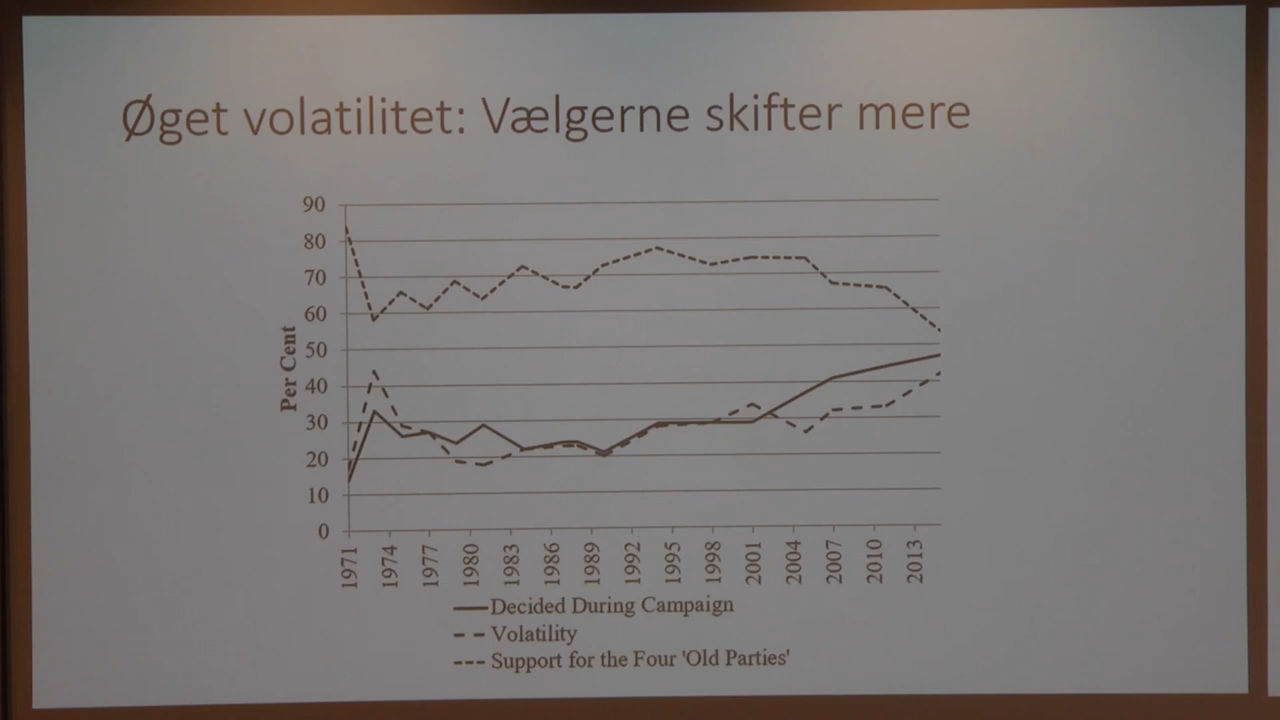 Øget volatilitet: Vælgerne skifter mere
90
80
70
60
50
40
30
20
10
0
Per Cent
1971 1974 1977 1980 1983 1986 1989 1992 1995 1998 2001 2004 2007 2010 2013
Decided During Campaign
Volatility
Support for the Four 'Old Parties'